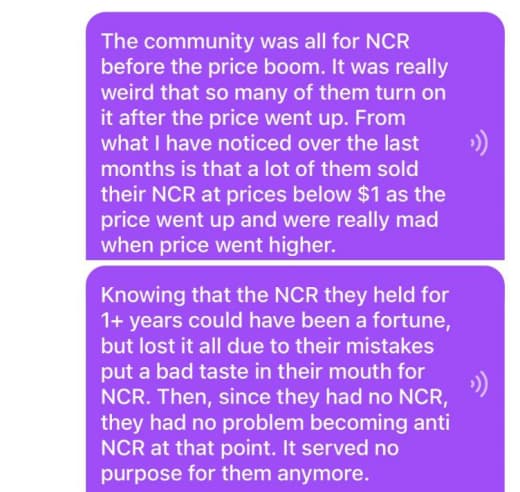 The community was all for NCR
before the price boom. It was really
weird that so many of them turn on
it after the price went up. From
what I have noticed over the last
months is that a lot of them sold
their NCR at prices below $1 as the
price went up and were really mad
when price went higher.
Knowing that the NCR they held for
1+ years could have been a fortune,
but lost it all due to their mistakes
put a bad taste in their mouth for
NCR. Then, since they had no NCR,
they had no problem becoming anti
NCR at that point. It served no
purpose for them anymore.